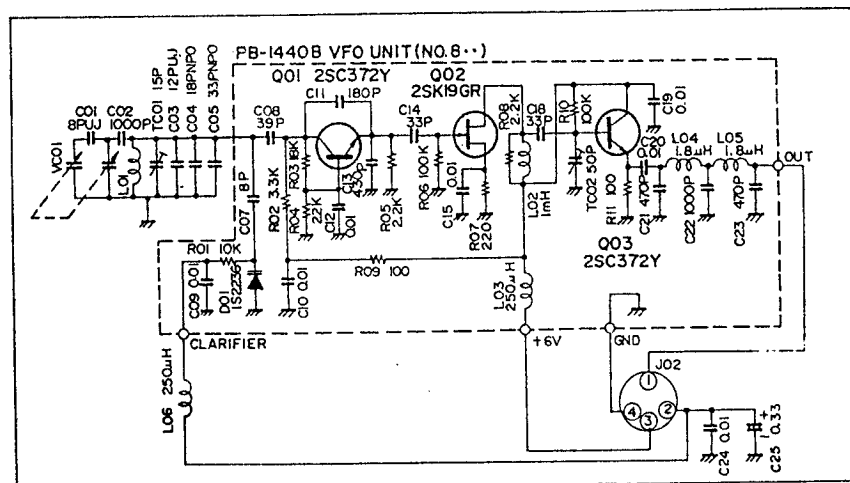 PB-1440B VFO UNIT (NO.8··)
Q01 2SC372Y
Q02
2SK19GR
C01
8PUJ
C02
1000P
TC01 15P
C03 12PUJ
C04 18PNPO
C05 33PNPO
C08
39P
C11 180P
C14
33P
R08
2.2K
C18
33P
R10
100K
C19
0.01
VC01
L01
C07 8P
R02 3.3K
R03 18K
R04
22K
C12
0.01
C13
430P
R05
2.2K
R06 100K
C15 0.01
R07
220
L02
1mH
TC02 50P
R11 100
C20
0.01
L04
1.8μH
L05
1.8μH
OUT
C21 470P
C22 1000P
C23 470P
Q03
2SC372Y
R01 10K
C09 0.01
D01
1S2236
C10 0.01
R09 100
L03
250μH
CLARIFIER
+6V
GND
L06 250μH
J02
1
2
3
4
C24 0.01
+
-
C25 0.33